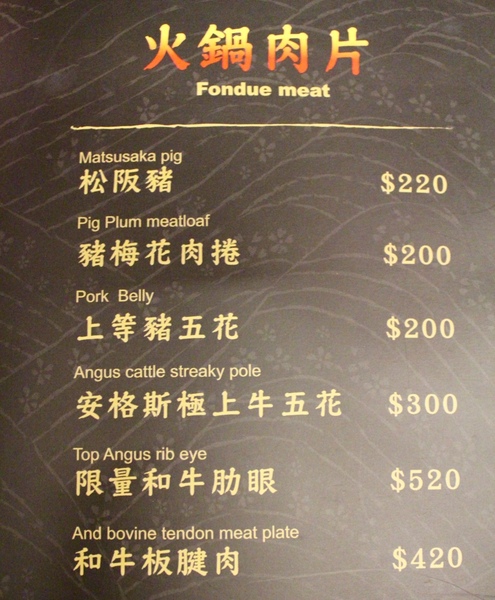 火鍋肉片
Fondue meat
Matsusaka pig
松阪豬 $220
Pig Plum meatloaf
豬梅花肉捲 $200
Pork Belly
上等豬五花 $200
Angus cattle streaky pole
安格斯極上牛五花 $300
Top Angus rib eye
限量和牛肋眼 $520
And bovine tendon meat plate
和牛板腱肉 $420